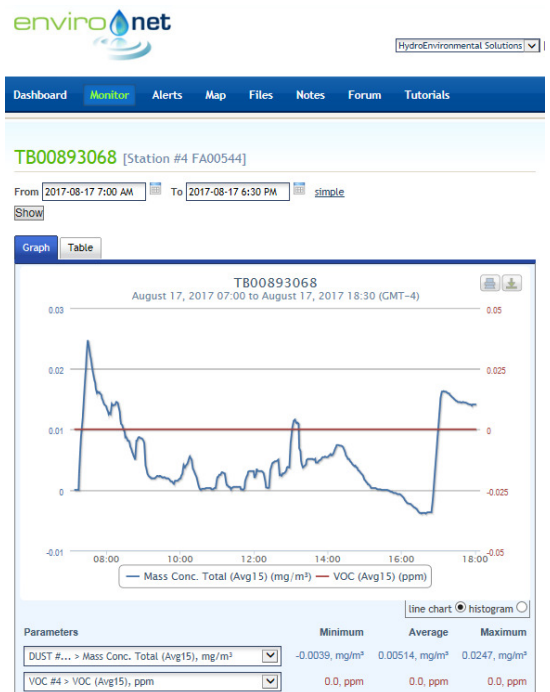 enviro net
HydroEnvironmental Solutions
Dashboard Monitor Alerts Map Files Notes Forum Tutorials
TB00893068 [Station #4 FA00544]
From 2017-08-17 7:00 AM To 2017-08-17 6:30 PM simple
Show
Graph Table
TB00893068
August 17, 2017 07:00 to August 17, 2017 18:30 (GMT-4)
0.03 0.05
0.02 0.025
0.01 0
0 -0.025
-0.01 -0.05
08:00 10:00 12:00 14:00 16:00 18:00
Mass Conc. Total (Avg15) (mg/m³) VOC (Avg15) (ppm)
line chart histogram
Parameters Minimum Average Maximum
DUST #... > Mass Conc. Total (Avg15), mg/m³ -0.0039, mg/m³ 0.00514, mg/m³ 0.0247, mg/m³
VOC #4 > VOC (Avg15), ppm 0.0, ppm 0.0, ppm 0.0, ppm